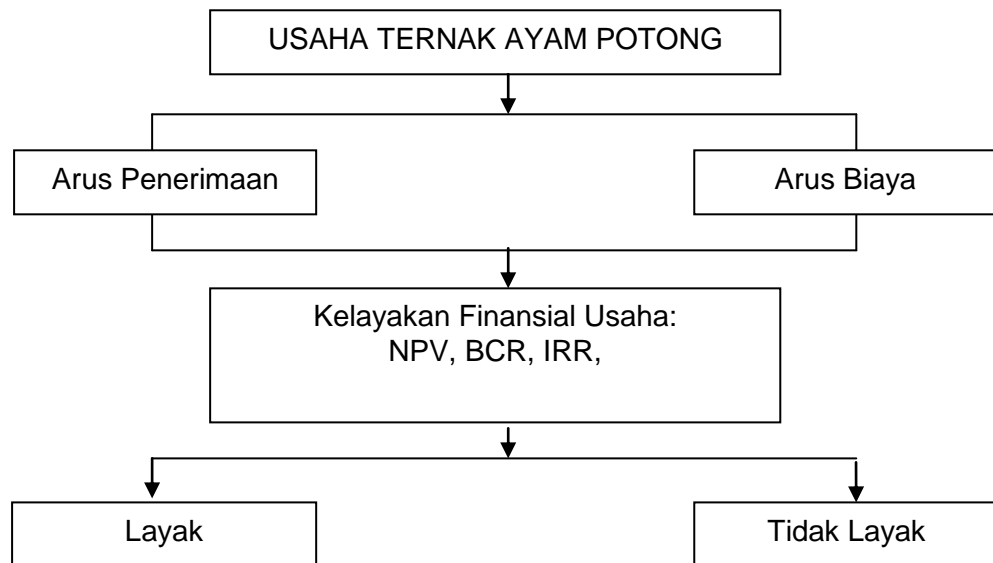 USAHA TERNAK AYAM POTONG
Arus Penerimaan
Arus Biaya
Kelayakan Finansial Usaha:
NPV, BCR, IRR,
Layak
Tidak Layak